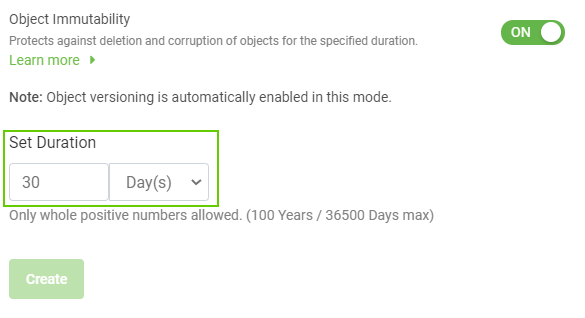 Object Immutability
Protects against deletion and corruption of objects for the specified duration.
ON
Learn more
Note: Object versioning is automatically enabled in this mode.
Set Duration
30 Day(s)
Only whole positive numbers allowed. (100 Years / 36500 Days max)
Create